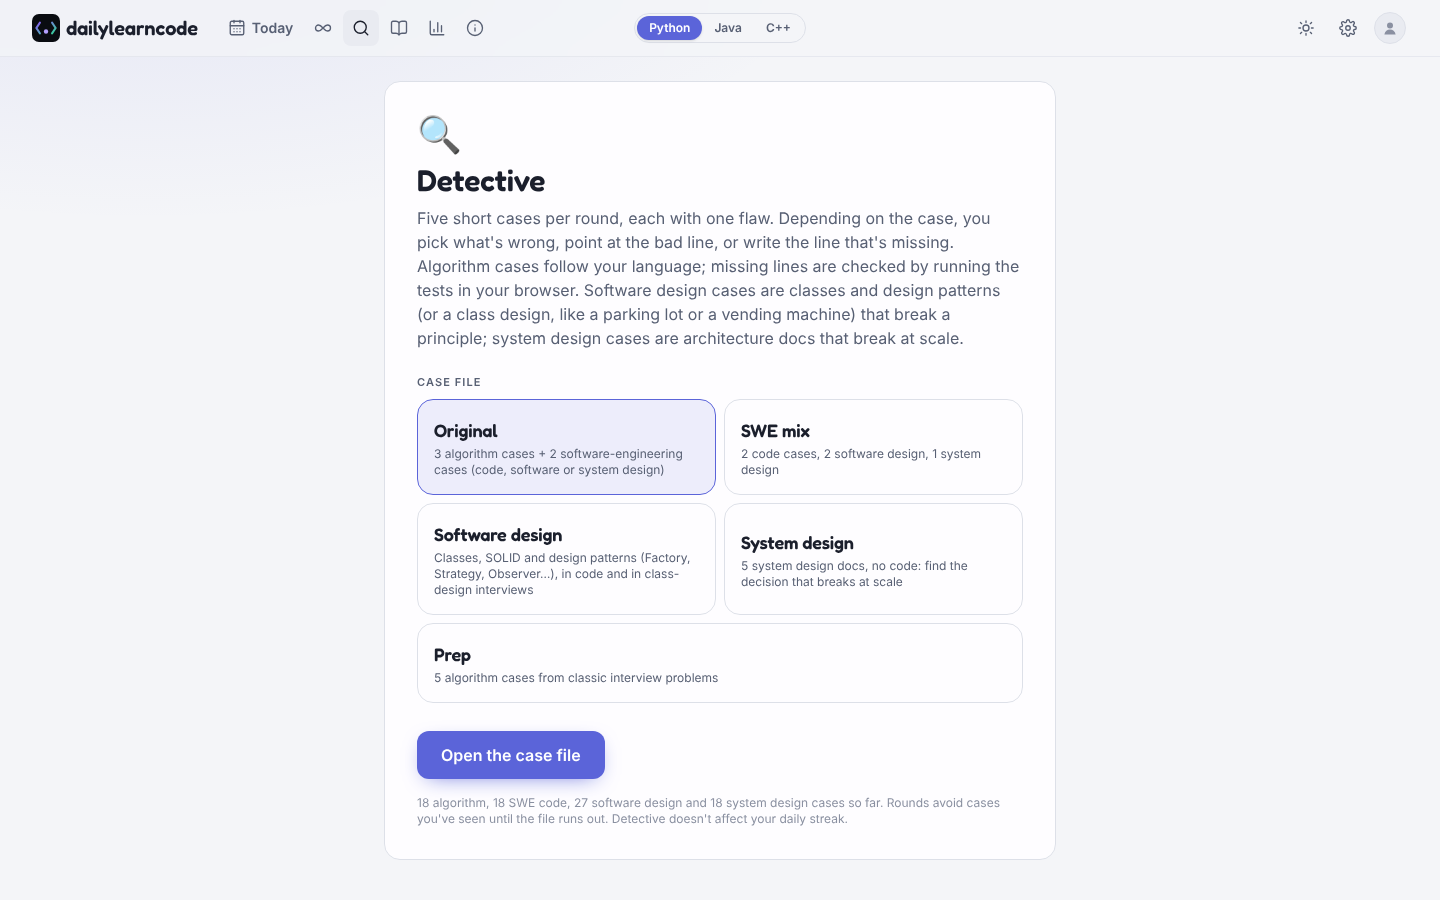 dailylearncode
Today
Python
Java
C++
Detective
Five short cases per round, each with one flaw. Depending on the case, you
pick what's wrong, point at the bad line, or write the line that's missing.
Algorithm cases follow your language; missing lines are checked by running the
tests in your browser. Software design cases are classes and design patterns
(or a class design, like a parking lot or a vending machine) that break a
principle; system design cases are architecture docs that break at scale.
CASE FILE
Original
3 algorithm cases + 2 software-engineering
cases (code, software or system design)
SWE mix
2 code cases, 2 software design, 1 system
design
Software design
Classes, SOLID and design patterns (Factory,
Strategy, Observer…), in code and in class-
design interviews
System design
5 system design docs, no code: find the
decision that breaks at scale
Prep
5 algorithm cases from classic interview problems
Open the case file
18 algorithm, 18 SWE code, 27 software design and 18 system design cases so far. Rounds avoid cases
you've seen until the file runs out. Detective doesn't affect your daily streak.